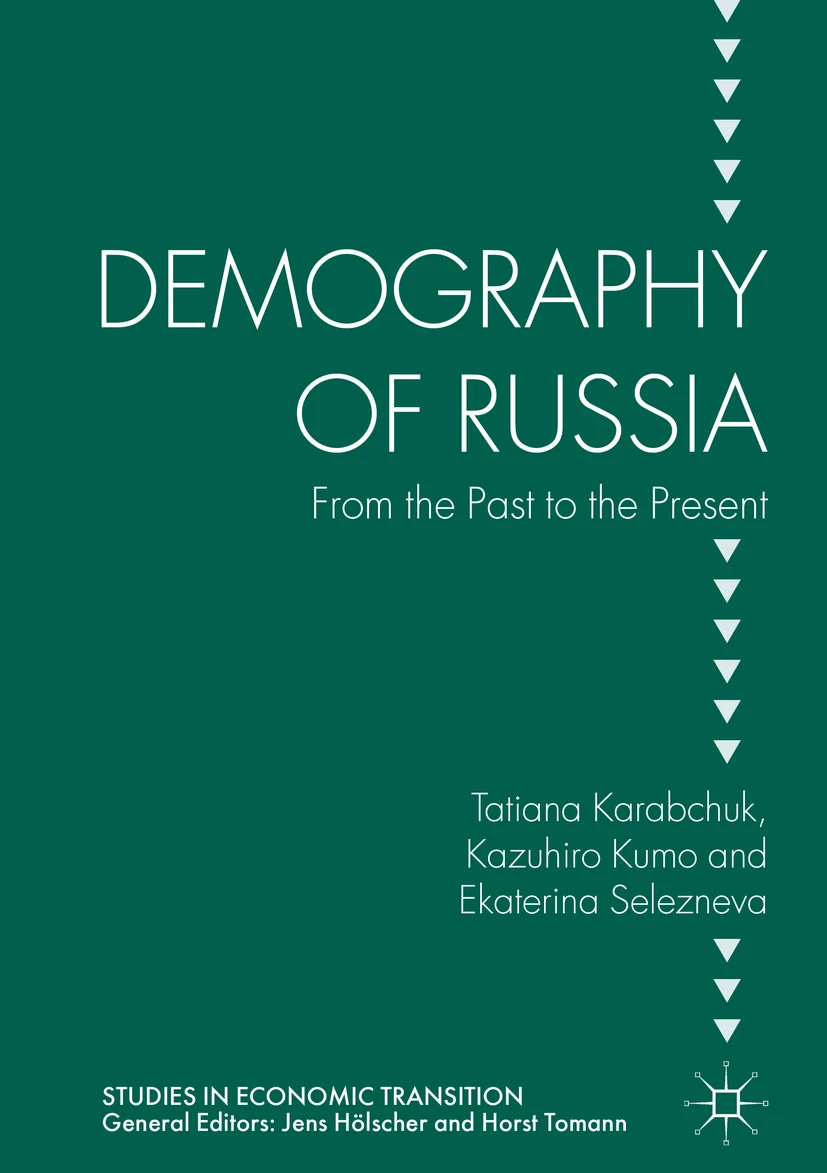 DEMOGRAPHY
OF RUSSIA
From the Past to the Present
Tatiana Karabchuk,
Kazuhiro Kumo and
Ekaterina Selezneva
STUDIES IN ECONOMIC TRANSITION
General Editors: Jens Hölscher and Horst Tomann